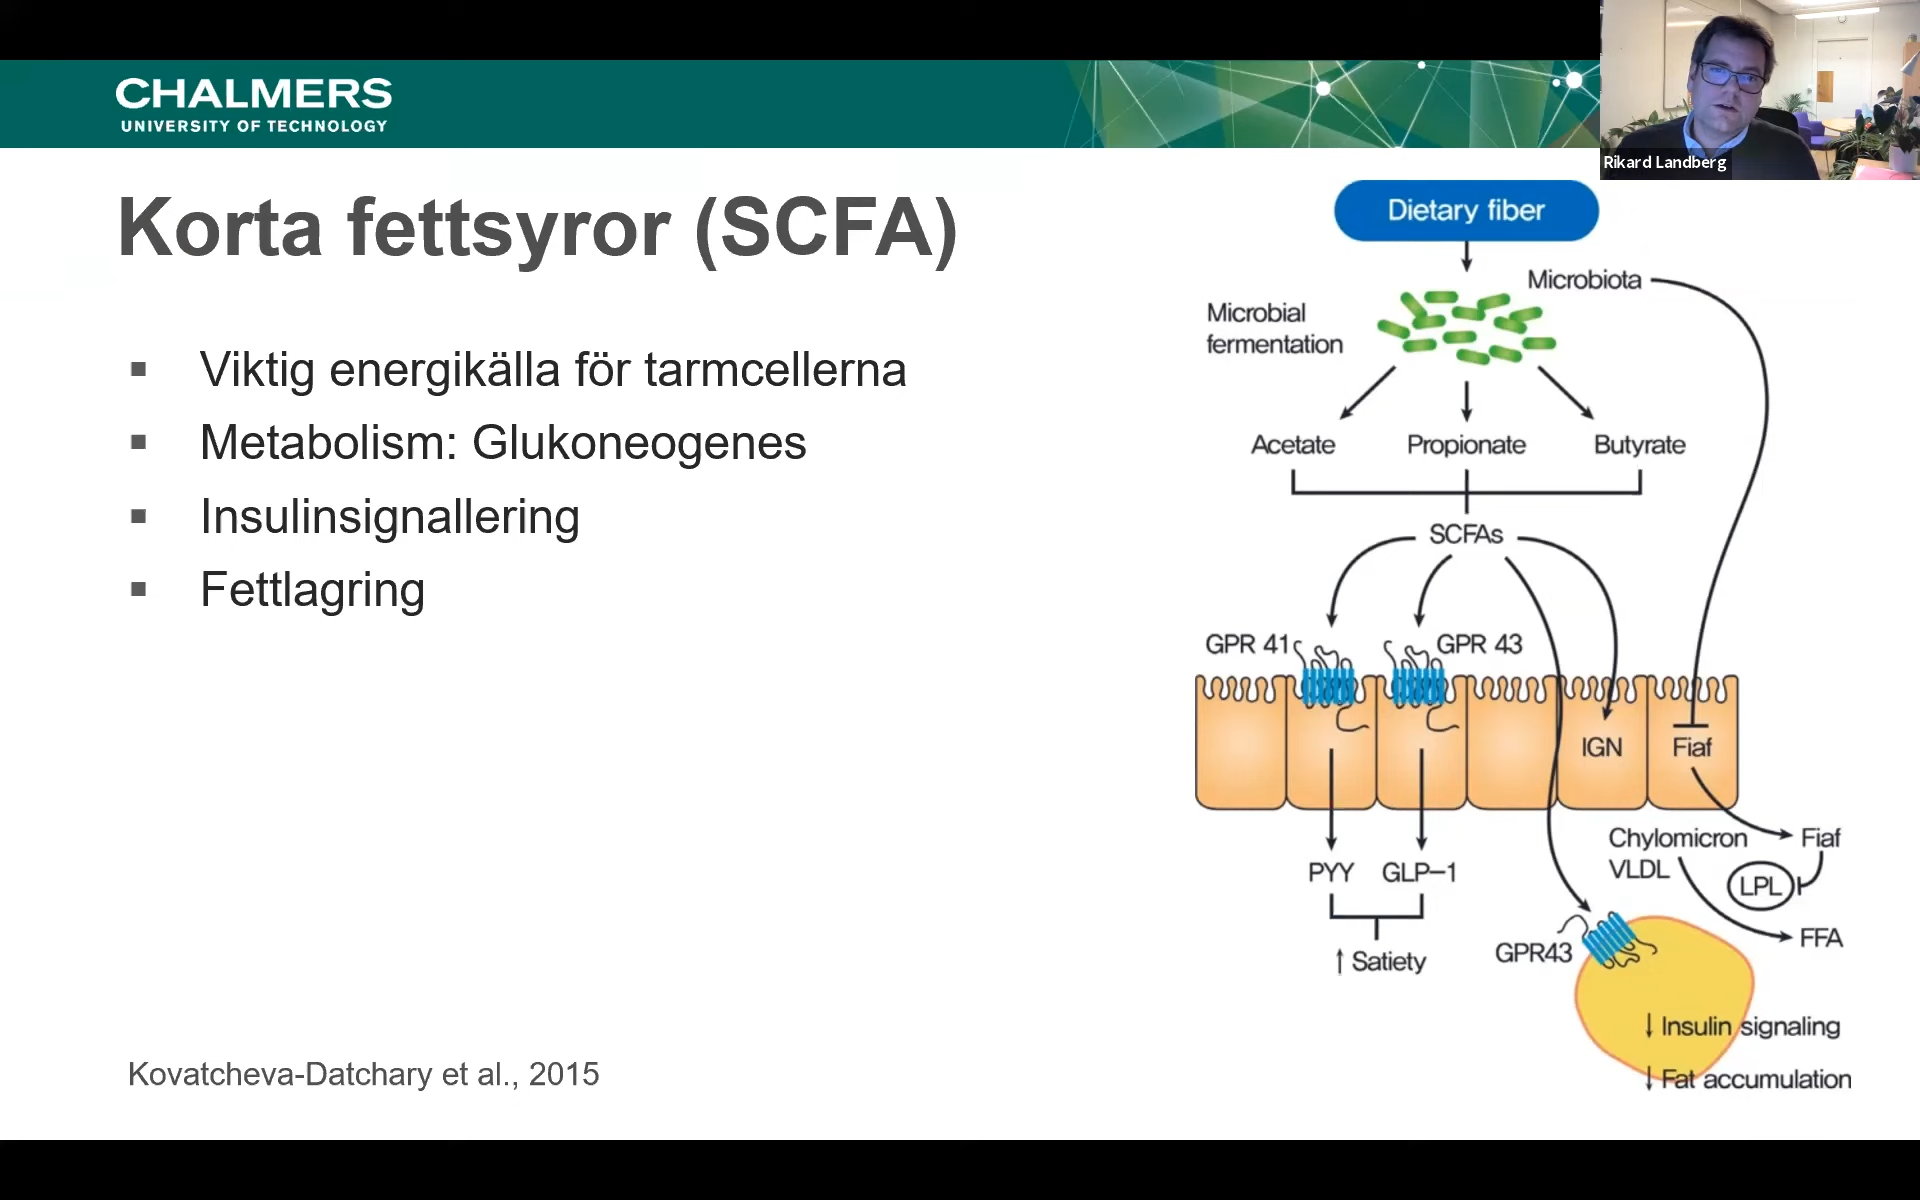 CHALMERS
UNIVERSITY OF TECHNOLOGY
Rikard Landberg
Korta fettsyror (SCFA)
Viktig energikälla för tarmcellerna
Metabolism: Glukoneogenes
Insulinsignallering
Fettlagring
Kovatcheva-Datchary et al., 2015
Dietary fiber
Microbiota
Microbial
fermentation
Acetate
Propionate
Butyrate
SCFAs
GPR 41
GPR 43
IGN
Fiaf
Chylomicron
VLDL
Fiaf
LPL
FFA
PYY
GLP–1
↑ Satiety
GPR43
↓ Insulin signaling
↓ Fat accumulation